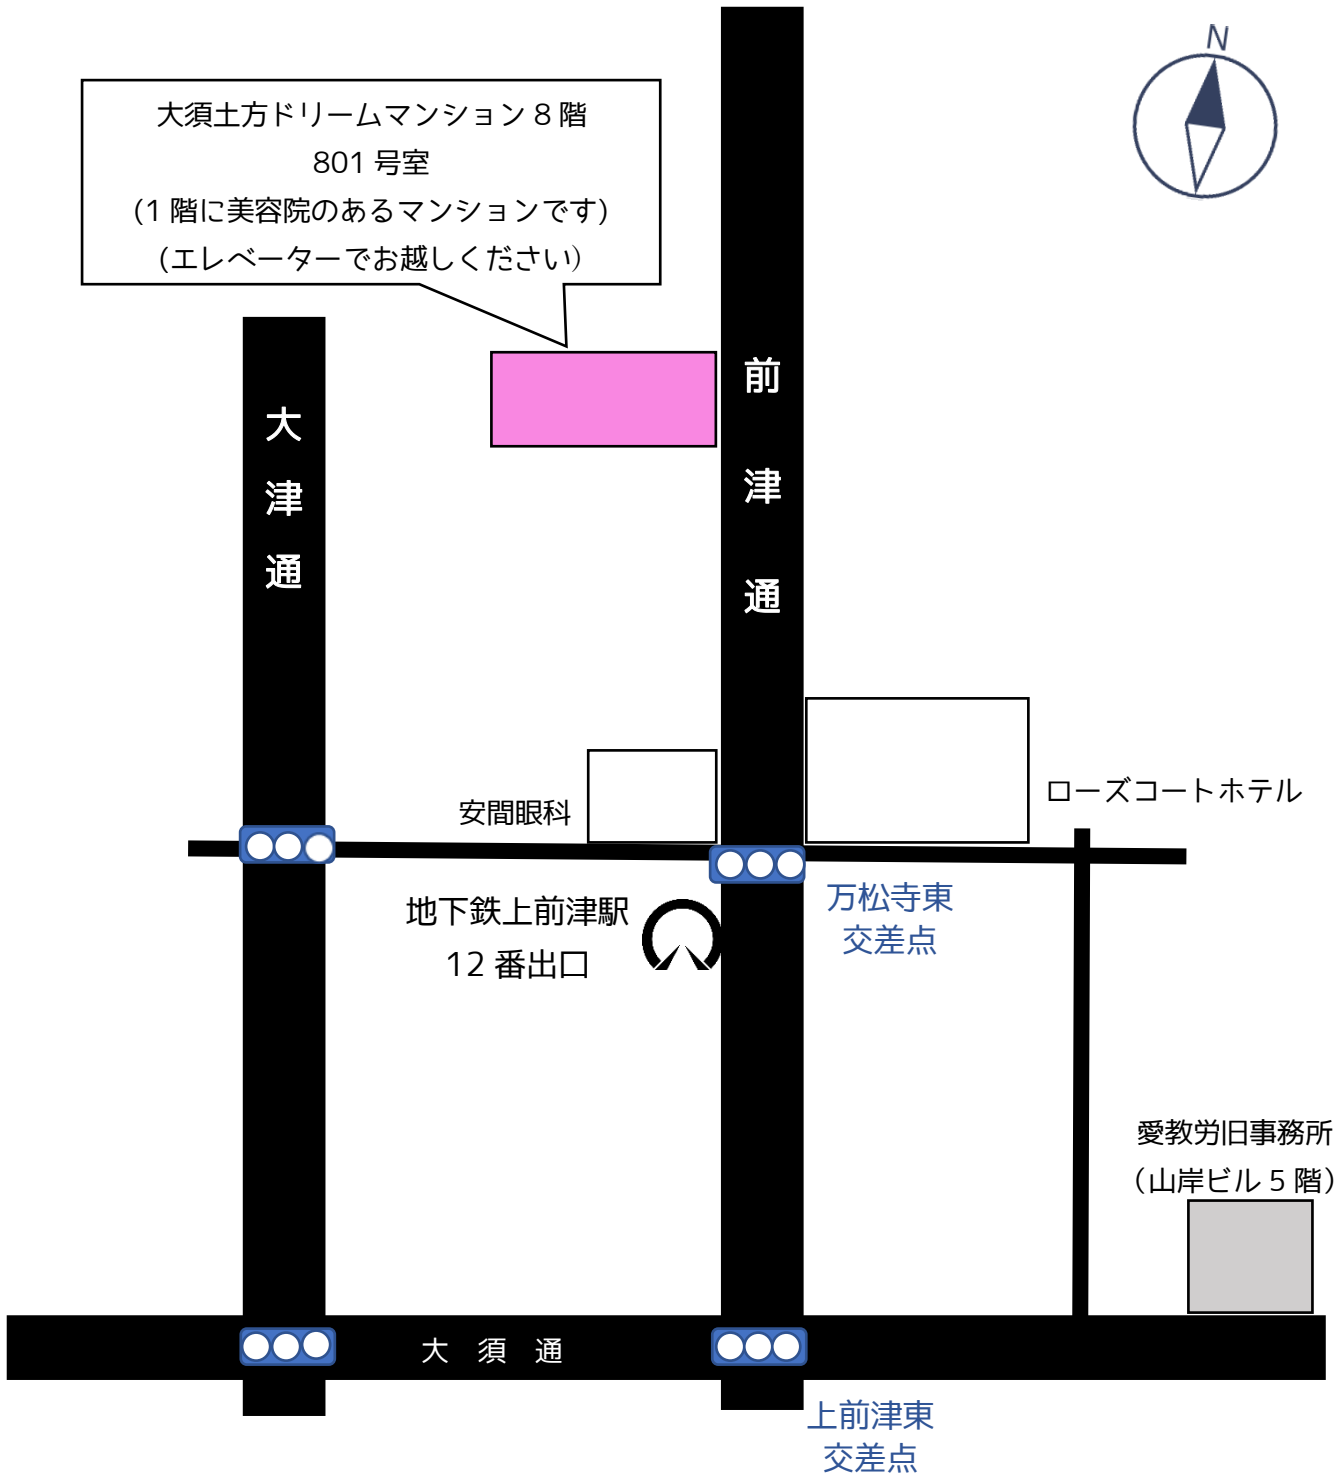 N
大須土方ドリームマンション 8 階
801 号室
(1 階に美容院のあるマンションです)
(エレベーターでお越しください)
前津通
大津通
ローズコートホテル
安間眼科
万松寺東
交差点
地下鉄上前津駅
12 番出口
愛教労旧事務所
(山岸ビル 5 階)
大 須 通
上前津東
交差点